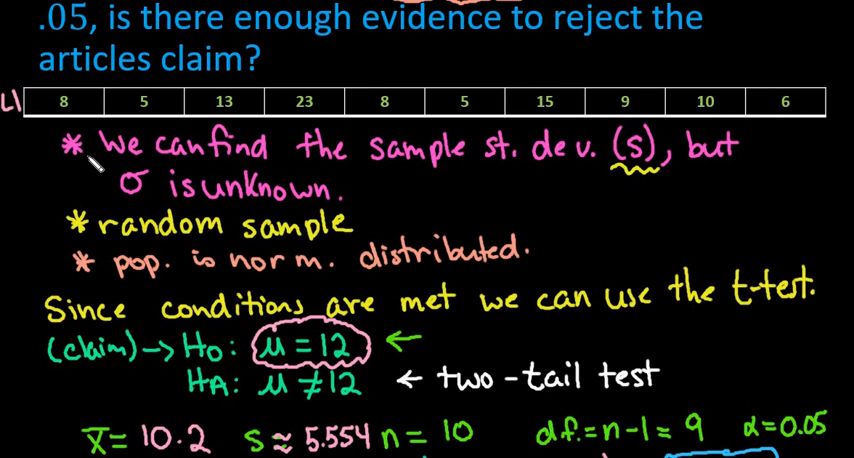 .05, is there enough evidence to reject the
articles claim?
L1 8 5 13 23 8 5 15 9 10 6
* We can find the sample st. dev. (s), but
σ is unknown.
* random sample
* pop. is norm. distributed.
Since conditions are met we can use the t-test.
(claim) → H₀: μ = 12 ←
Hᴀ: μ ≠ 12 ← two-tail test
x̄ = 10.2 s ≈ 5.554 n = 10 d.f. = n-1 = 9 α = 0.05